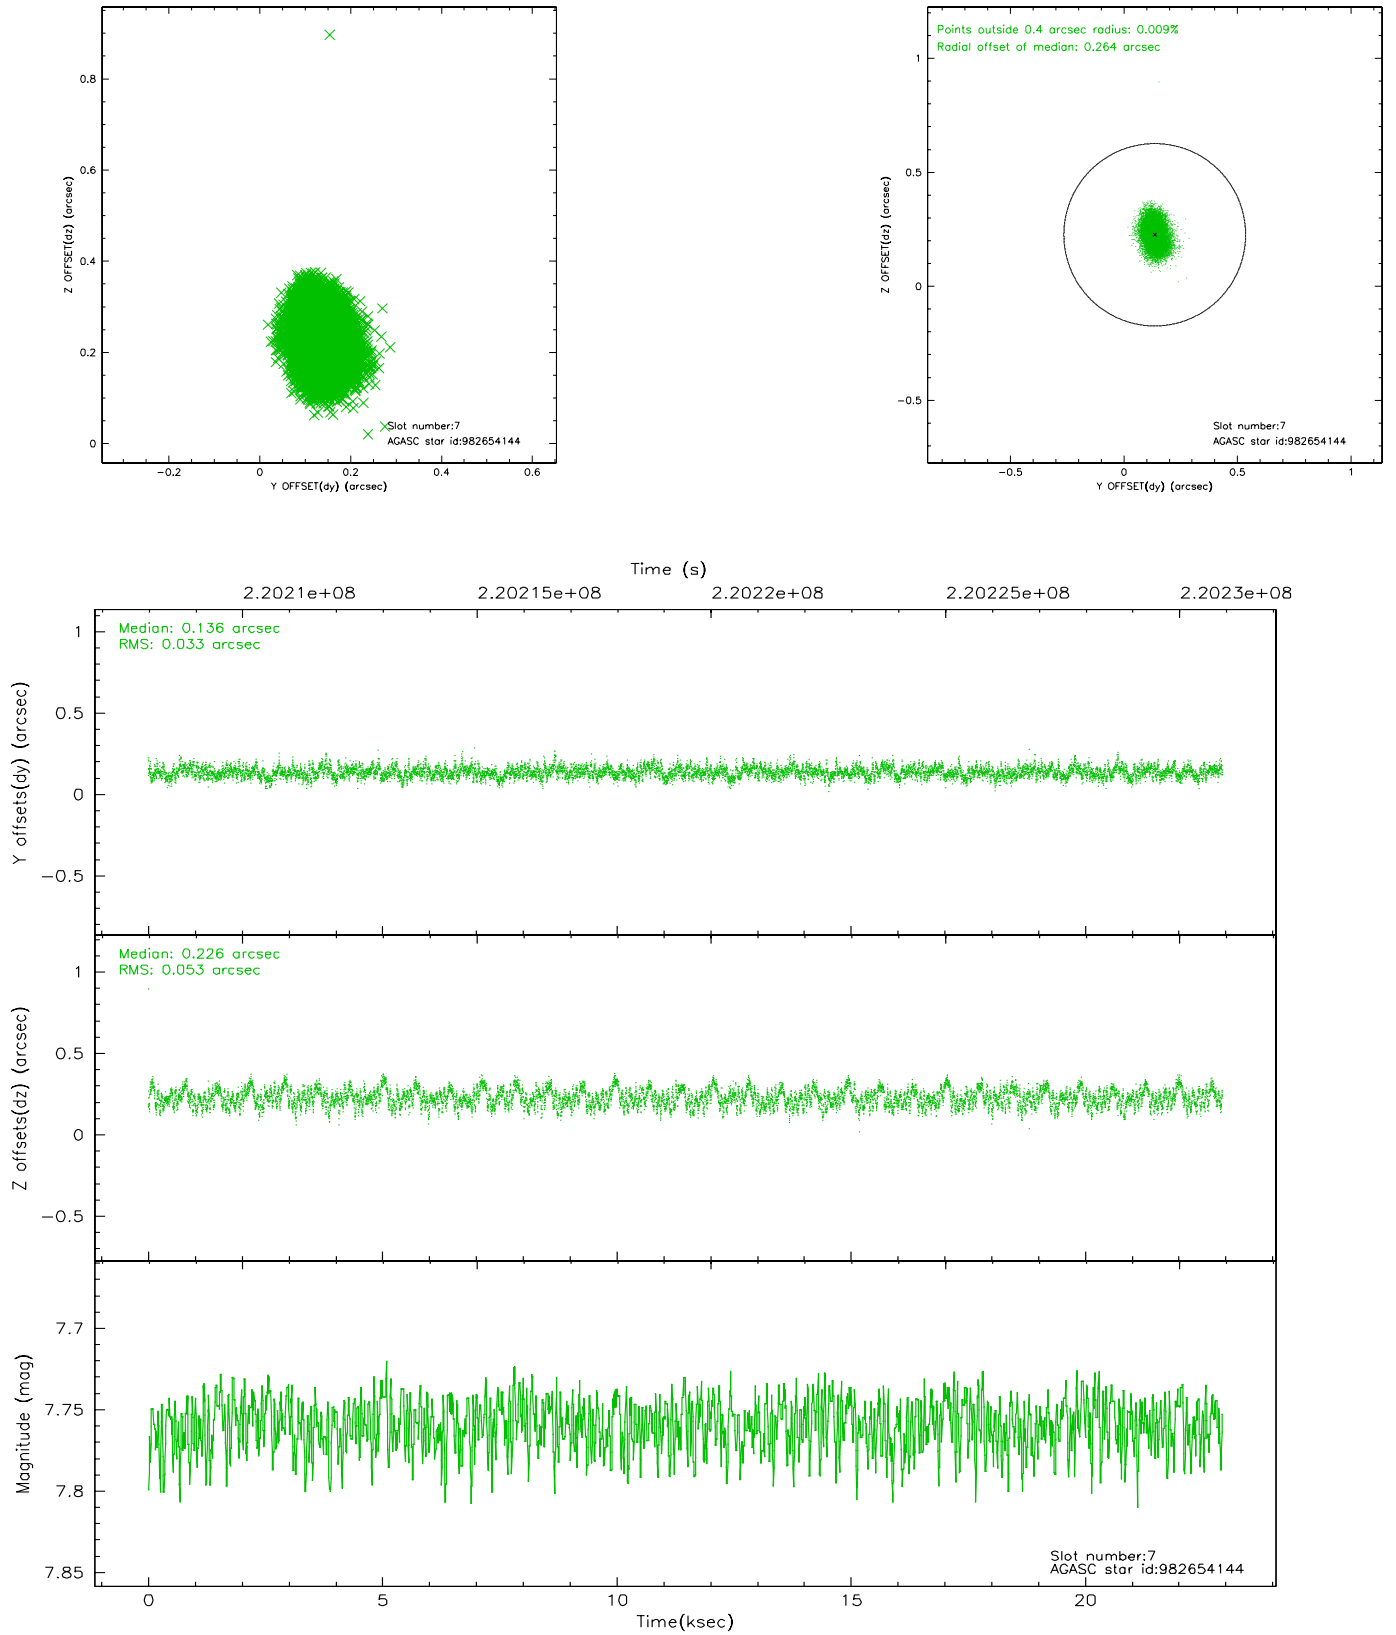 0.8
0.6
0.4
0.2
0
−0.2
0
0.2
0.4
0.6
Z OFFSET(dz) (arcsec)
Y OFFSET(dy) (arcsec)
Slot number:7
AGASC star id:982654144
Points outside 0.4 arcsec radius: 0.009%
Radial offset of median: 0.264 arcsec
1
0.5
0
−0.5
−0.5
0
0.5
1
Z OFFSET(dz) (arcsec)
Y OFFSET(dy) (arcsec)
Slot number:7
AGASC star id:982654144
Time (s)
2.2021e+08
2.20215e+08
2.2022e+08
2.20225e+08
2.2023e+08
Median: 0.136 arcsec
RMS: 0.033 arcsec
1
0.5
0
−0.5
Y offsets(dy) (arcsec)
Median: 0.226 arcsec
RMS: 0.053 arcsec
1
0.5
0
−0.5
Z offsets(dz) (arcsec)
7.7
7.75
7.8
7.85
Magnitude (mag)
Slot number:7
AGASC star id:982654144
0
5
10
15
20
Time(ksec)